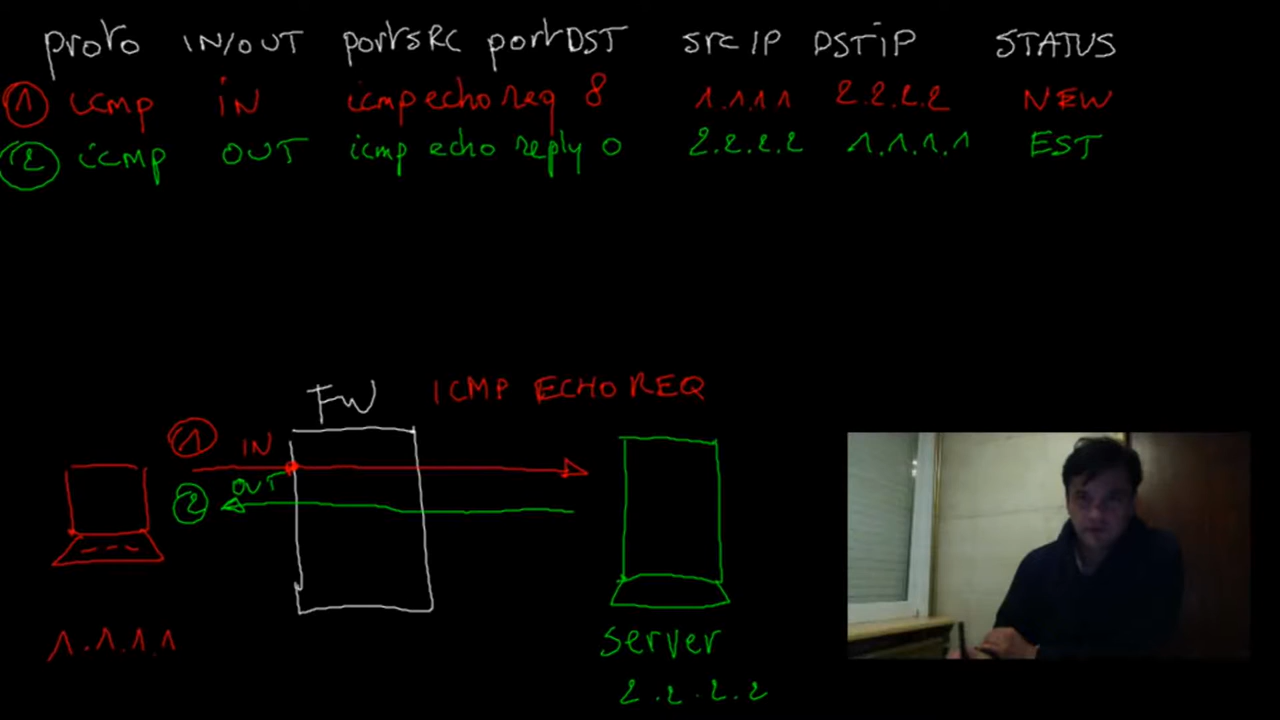 proto IN/OUT portSRC portDST srcIP DSTiP STATUS
1 icmp iN icmp echo req 8 1.1.1.1 2.2.2.2 NEW
2 icmp OUT icmp echo reply 0 2.2.2.2 1.1.1.1 EST
FW ICMP ECHO REQ
1 IN
2 OUT
1.1.1.1
server
2.2.2.2